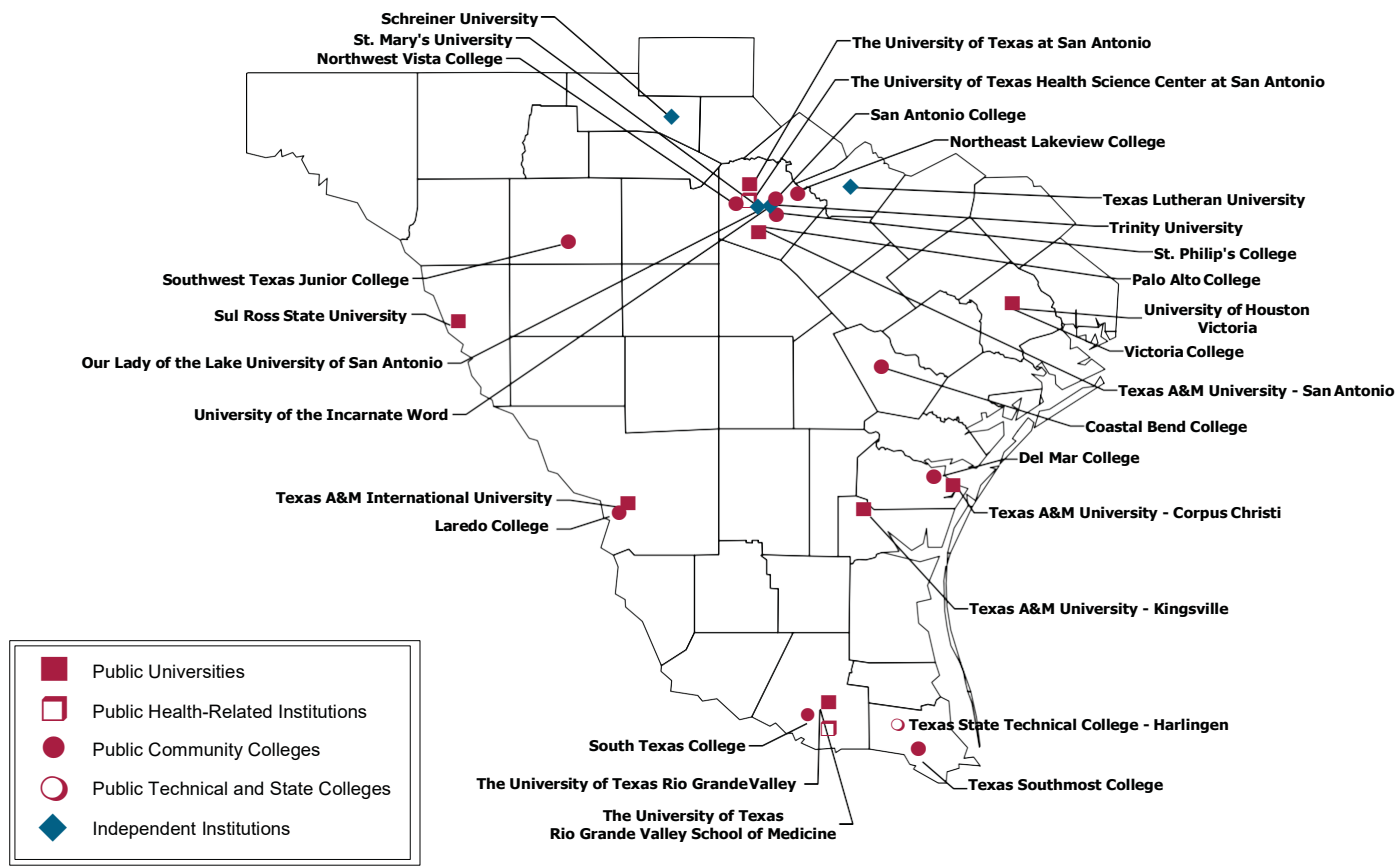 Schreiner University
St. Mary's University
Northwest Vista College
The University of Texas at San Antonio
The University of Texas Health Science Center at San Antonio
San Antonio College
Northeast Lakeview College
Texas Lutheran University
Trinity University
St. Philip's College
Palo Alto College
University of Houston
Victoria
Victoria College
Texas A&M University - San Antonio
Coastal Bend College
Del Mar College
Texas A&M University - Corpus Christi
Texas A&M University - Kingsville
Southwest Texas Junior College
Sul Ross State University
Our Lady of the Lake University of San Antonio
University of the Incarnate Word
Texas A&M International University
Laredo College
Texas State Technical College - Harlingen
South Texas College
The University of Texas Rio Grande Valley
Texas Southmost College
The University of Texas
Rio Grande Valley School of Medicine
Public Universities
Public Health-Related Institutions
Public Community Colleges
Public Technical and State Colleges
Independent Institutions